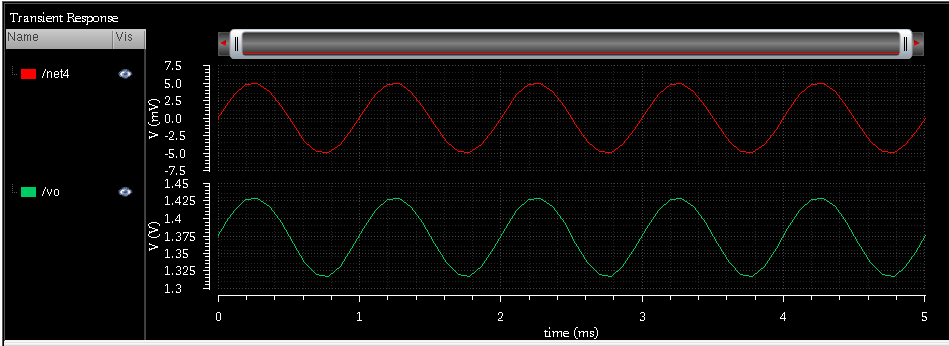 Transient Response
Name Vis
/net4
7.5
5.0
2.5
0.0
-2.5
-5.0
-7.5
V (mV)
/vo
1.45
1.425
1.4
1.375
1.35
1.325
1.3
V (V)
0 1 2 3 4 5
time (ms)